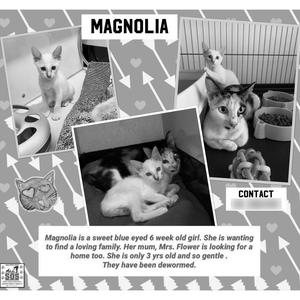 MAGNOLIA
CONTACT
Magnolia is a sweet blue eyed 6 week old girl. She is wanting
to find a loving family. Her mum, Mrs. Flower is looking for a
home too. She is only 3 yrs old and so gentle .
They have been dewormed.
SOS